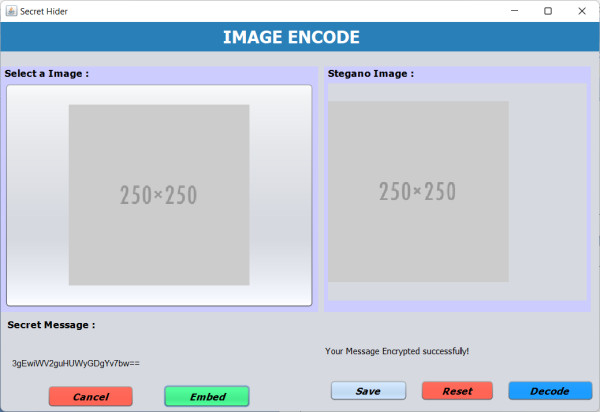 Secret Hider
IMAGE ENCODE
Select a Image :
250×250
Stegano Image :
250×250
Secret Message :
3gEwiWV2guHUWyGDgYv7bw==
Your Message Encrypted successfully!
Cancel
Embed
Save
Reset
Decode